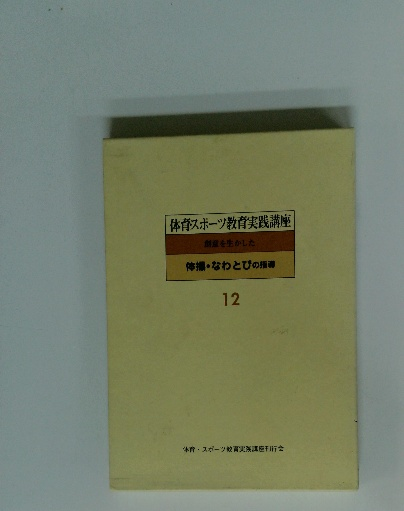 体育スポーツ教育実践講座
創意を生かした
体操・なわとびの指導
12
体育・スポーツ教育実践講座刊行会